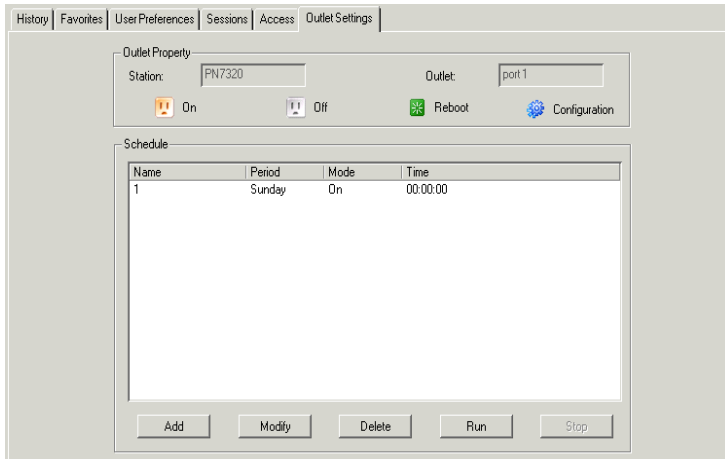 History Favorites User Preferences Sessions Access Outlet Settings
Outlet Property
Station: PN7320 Outlet: port 1
On Off Reboot Configuration
Schedule
Name Period Mode Time
1 Sunday On 00:00:00
Add Modify Delete Run Stop